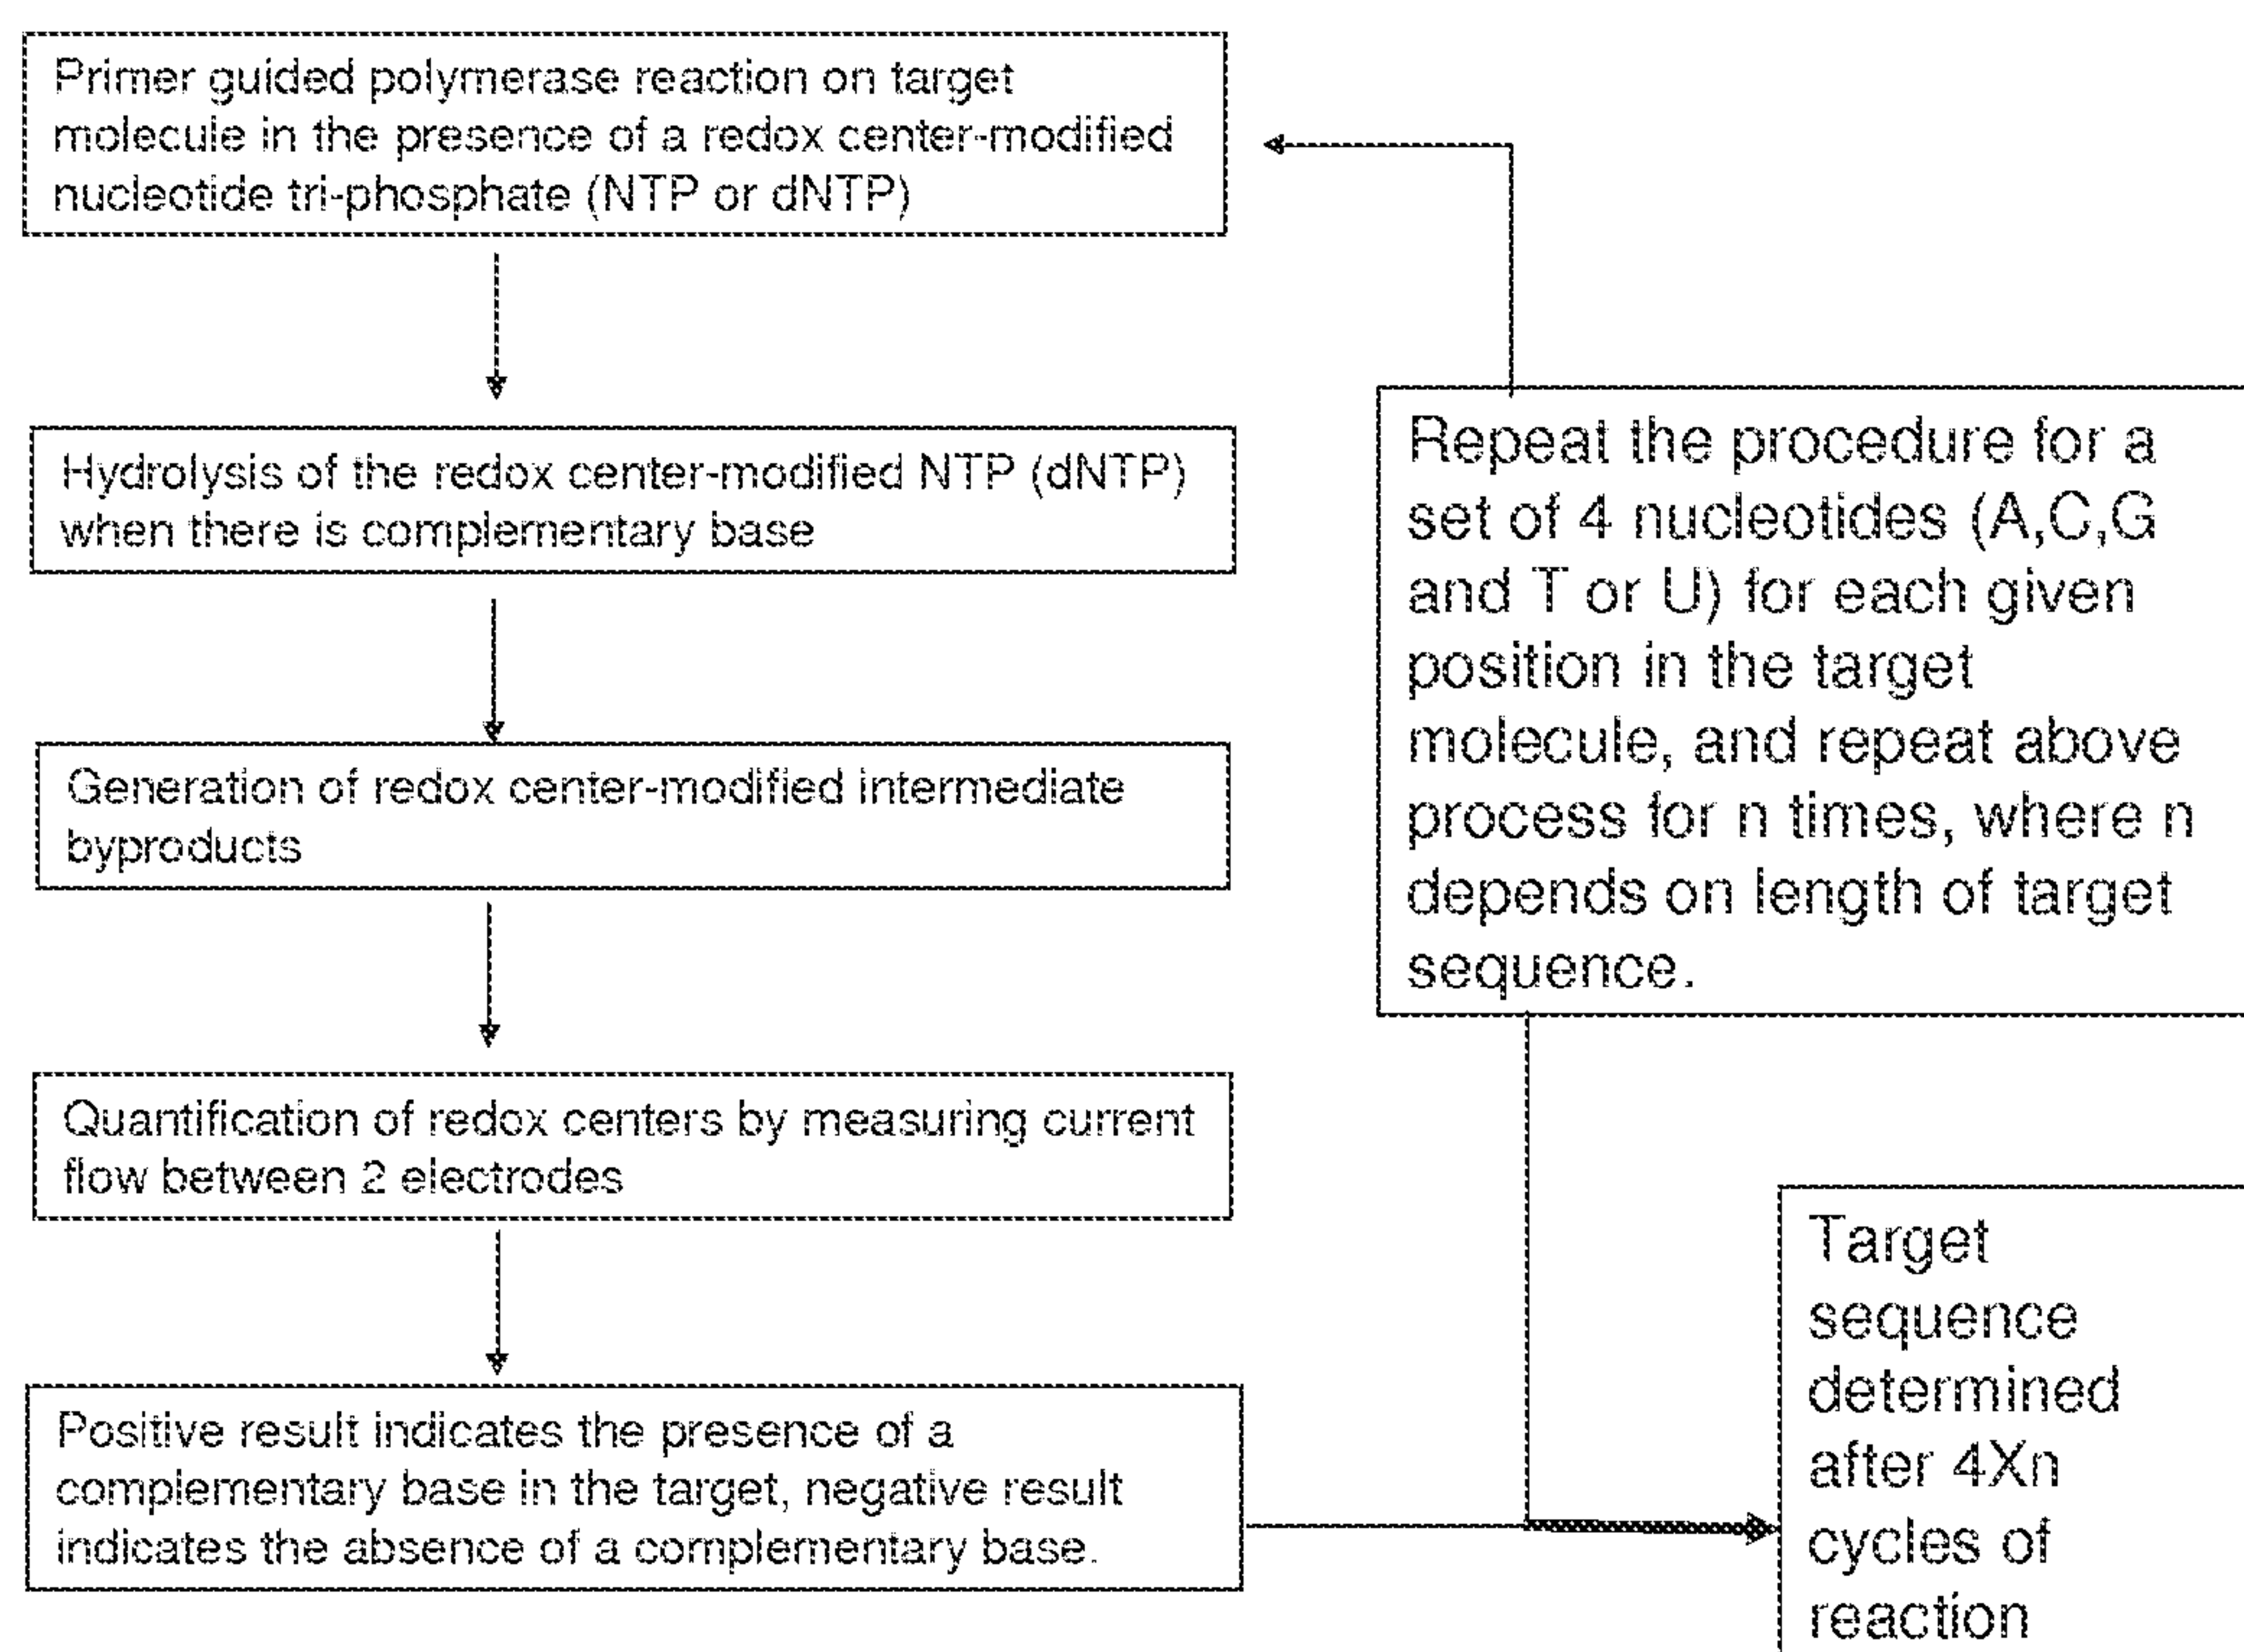 Primer guided polymerase reaction on target
molecule in the presence of a redox center-modified
nucleotide tri-phosphate (NTP or dNTP)
Hydrolysis of the redox center-modified NTP (dNTP)
when there is complementary base
Generation of redox center-modified intermediate
byproducts
Quantification of redox centers by measuring current
flow between 2 electrodes
Positive result indicates the presence of a
complementary base in the target, negative result
indicates the absence of a complementary base.
Repeat the procedure for a
set of 4 nucleotides (A,C,G
and T or U) for each given
position in the target
molecule, and repeat above
process for n times, where n
depends on length of target
sequence.
Target
sequence
determined
after 4Xn
cycles of
reaction